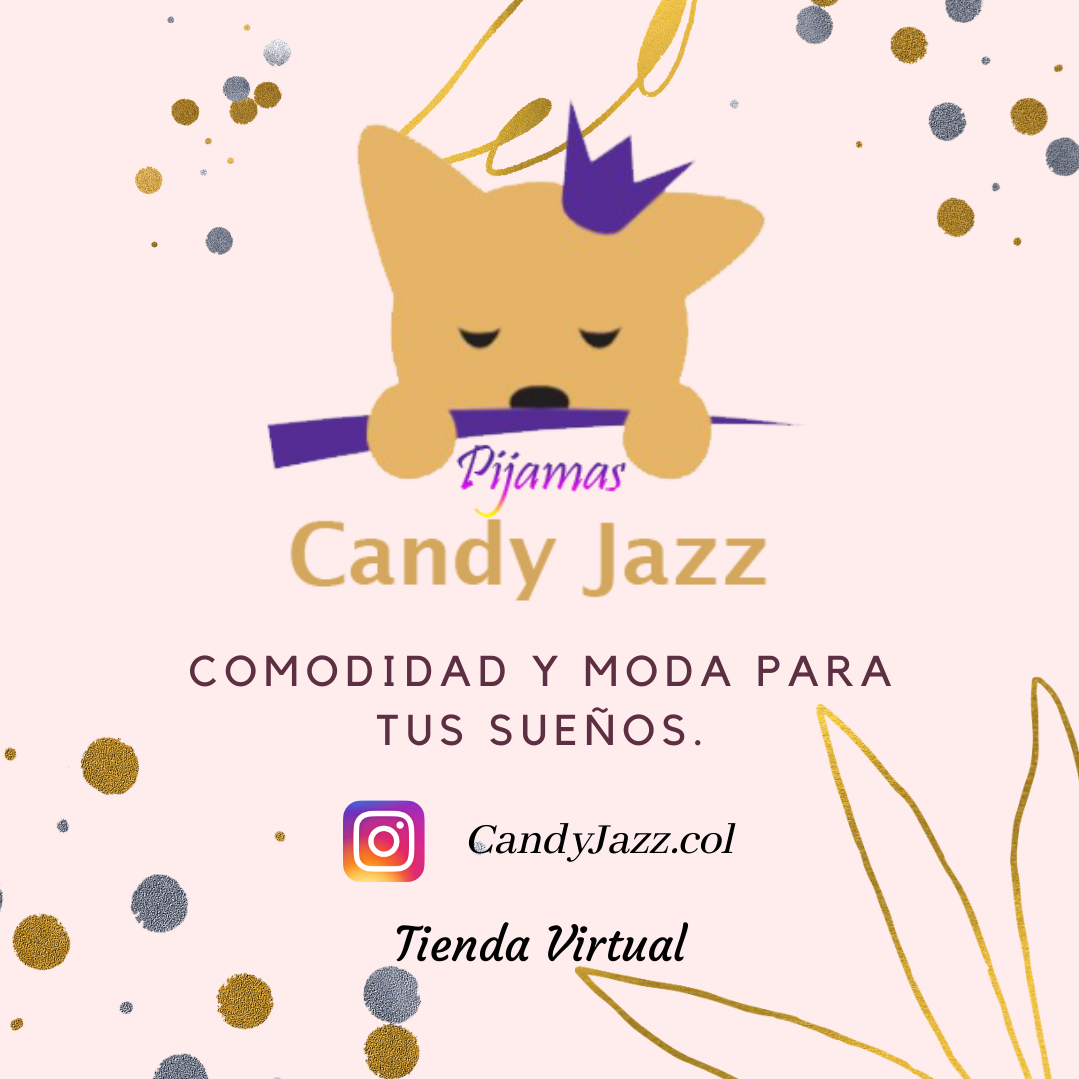 Pijamas
Candy Jazz
COMODIDAD Y MODA PARA
TUS SUEÑOS.
CandyJazz.col
Tienda Virtual